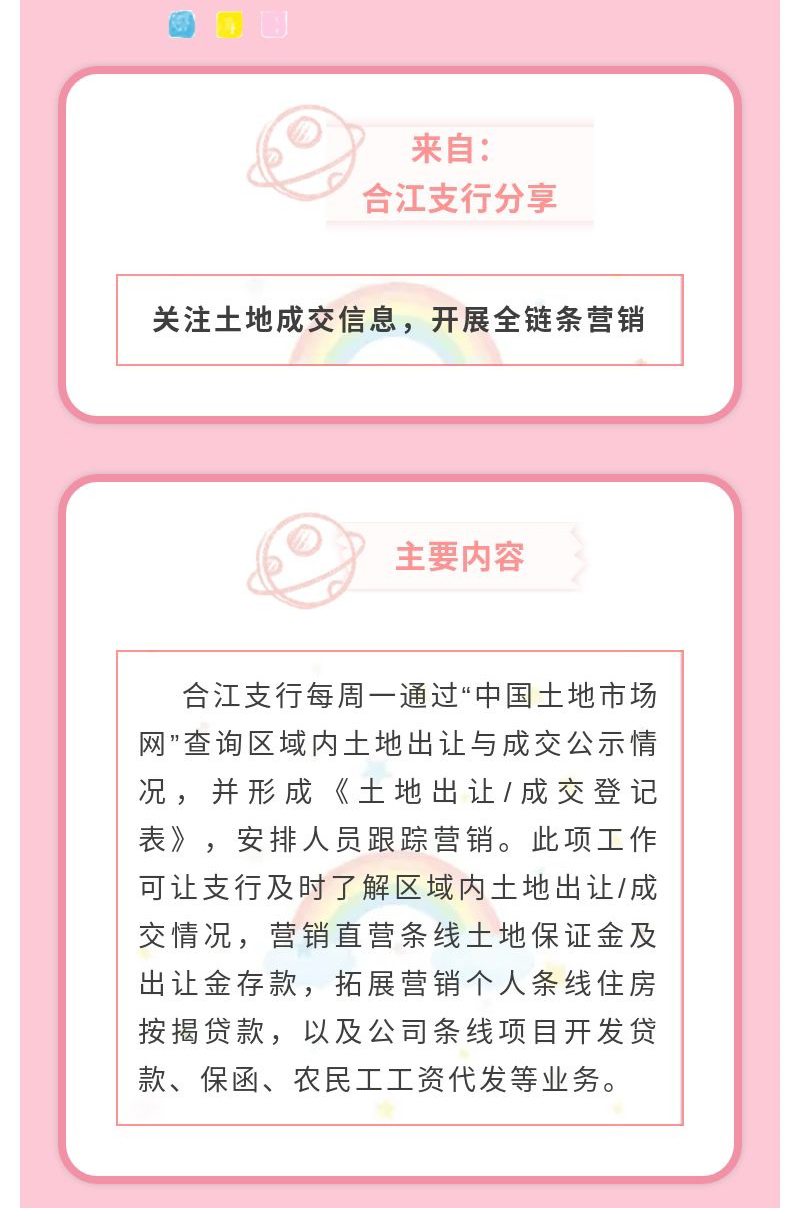 来自：
合江支行分享
关注土地成交信息，开展全链条营销
主要内容
合江支行每周一通过“中国土地市场
网”查询区域内土地出让与成交公示情
况，并形成《土地出让/成交登记
表》，安排人员跟踪营销。此项工作
可让支行及时了解区域内土地出让/成
交情况，营销直营条线土地保证金及
出让金存款，拓展营销个人条线住房
按揭贷款，以及公司条线项目开发贷
款、保函、农民工工资代发等业务。